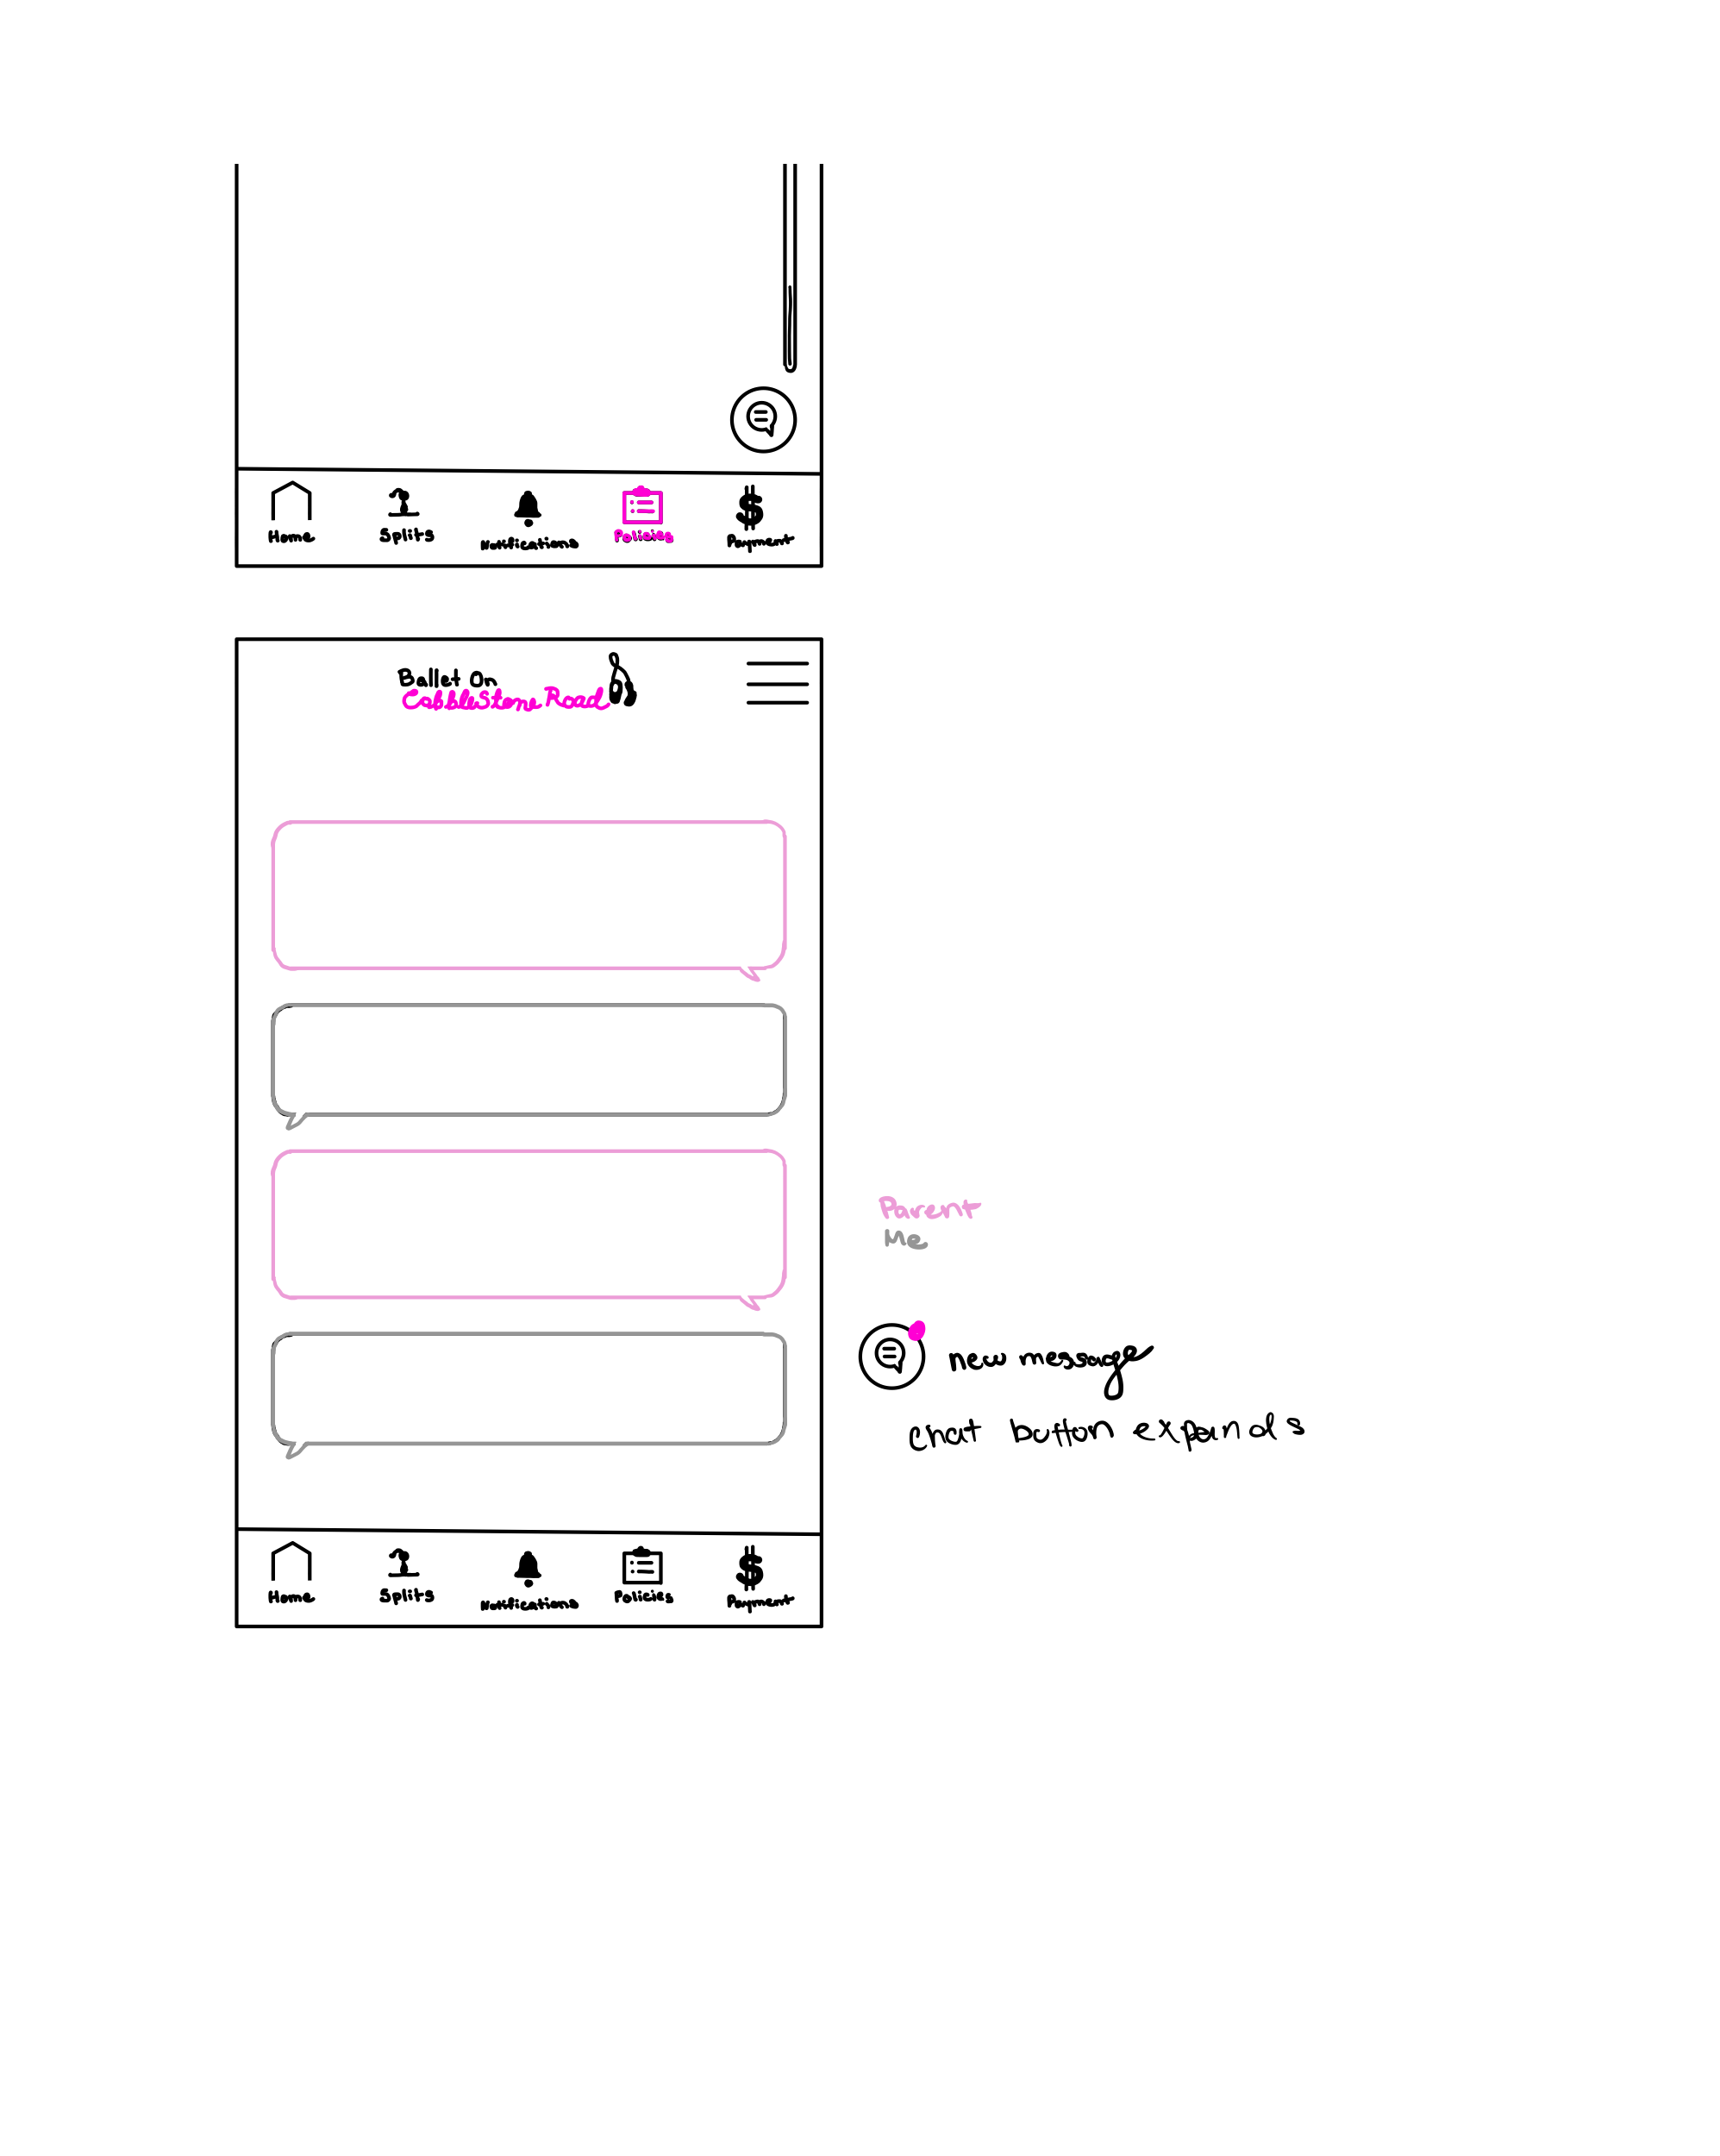 Home Splits Notifications Policies Payment
Ballet On
Cobblestone Road
Parent
Me
new message
chat button expands
Home Splits Notifications Policies Payment